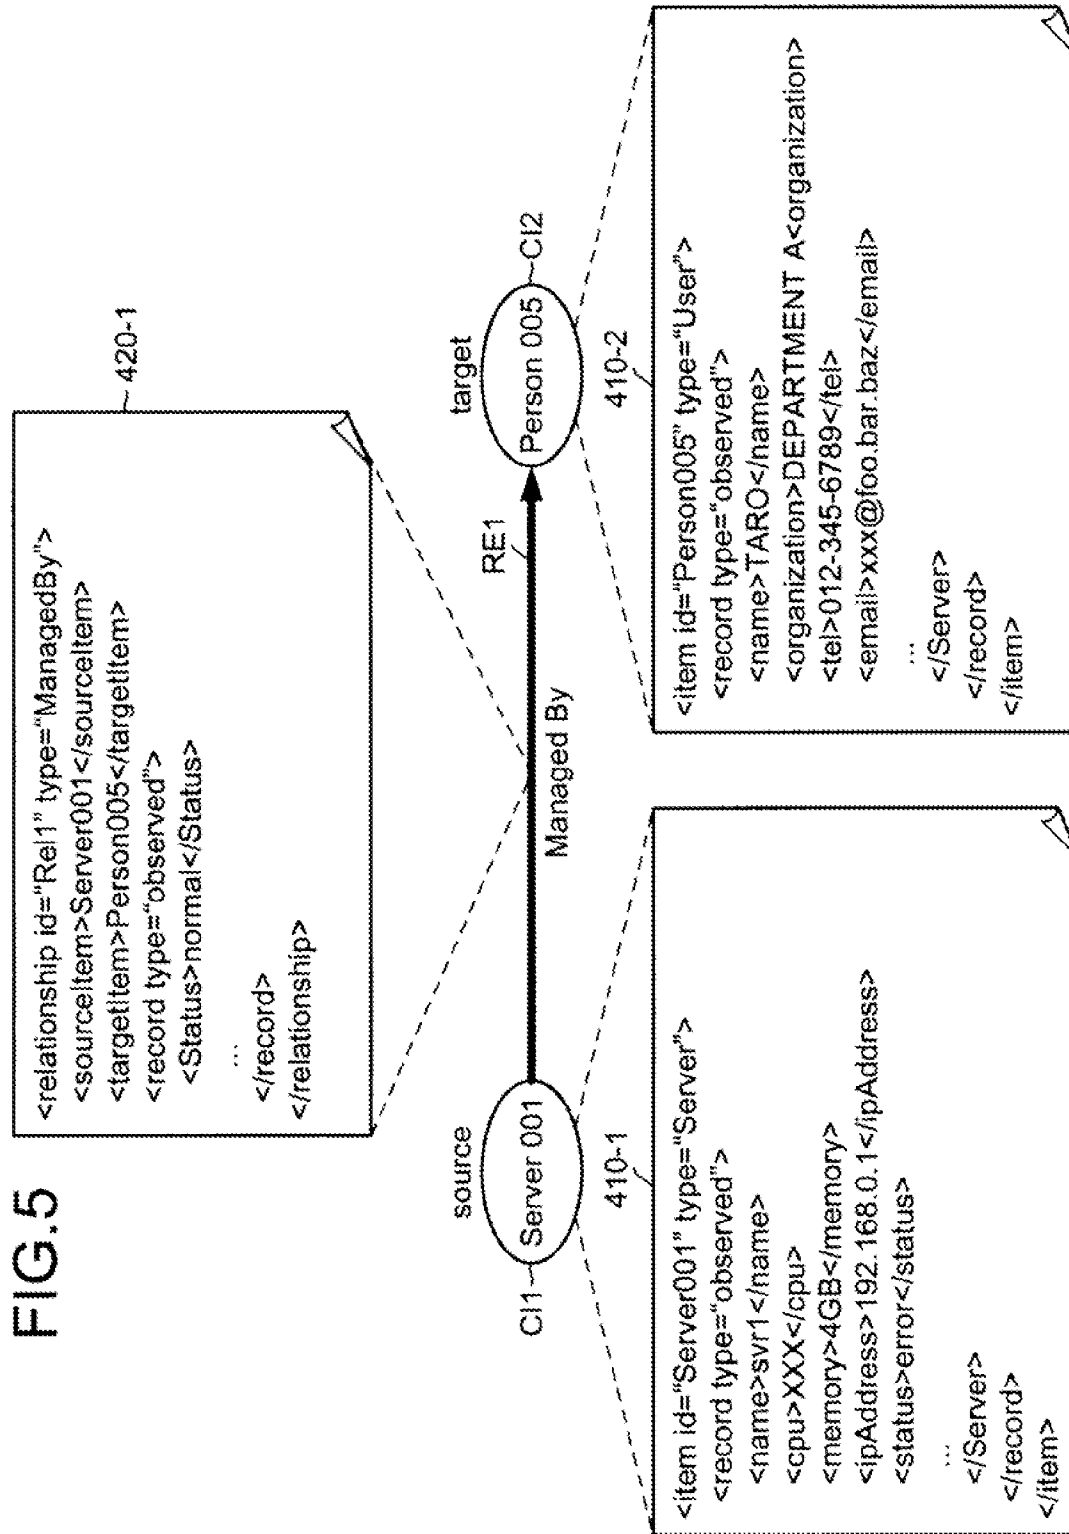 FIG.5
<relationship id="Rel1" type="ManagedBy">
<sourceItem>Server001</sourceItem>
<targetItem>Person005</targetItem>
<record type="observed">
<Status>normal</Status>
...
</record>
</relationship>
420-1
source
target
CI1
Server 001
RE1
Managed By
Person 005
CI2
410-1
<item id="Server001" type="Server">
<record type="observed">
<name>svr1</name>
<cpu>XXX</cpu>
<memory>4GB</memory>
<ipAddress>192.168.0.1</ipAddress>
<status>error</status>
...
</Server>
</record>
</item>
410-2
<item id="Person005" type="User">
<record type="observed">
<name>TARO</name>
<organization>DEPARTMENT A<organization>
<tel>012-345-6789</tel>
<email>xxx@foo.bar.baz</email>
...
</Server>
</record>
</item>